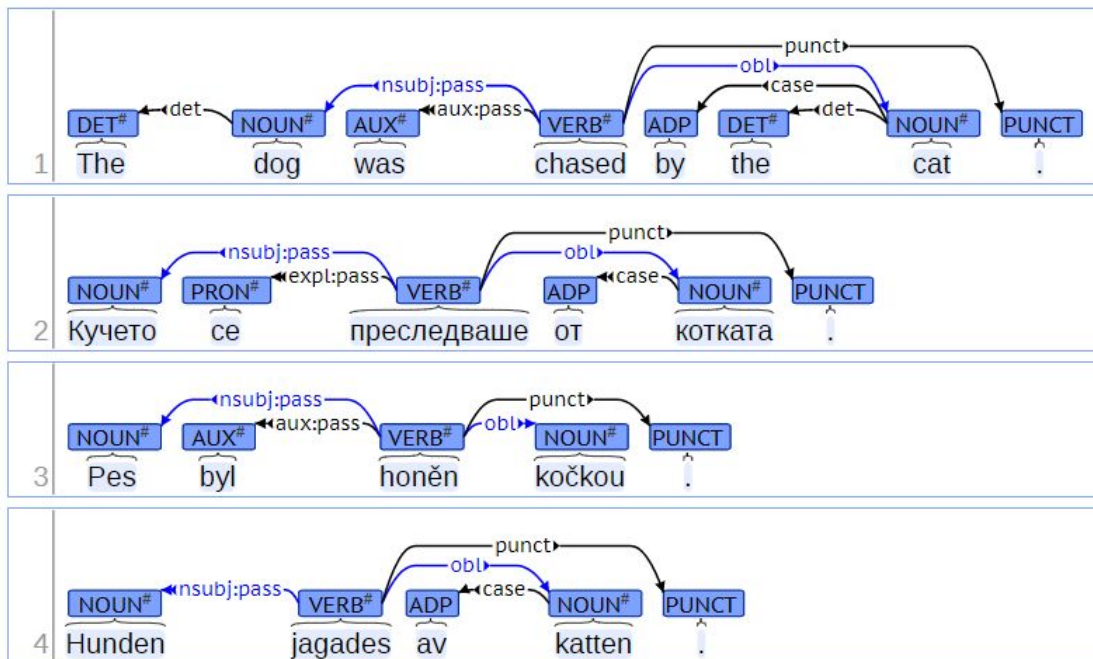 punct
obl
nsubj:pass case
det aux:pass det
DET# NOUN# AUX# VERB# ADP DET# NOUN# PUNCT
1 The dog was chased by the cat .
punct
nsubj:pass obl
expl:pass case
NOUN# PRON# VERB# ADP NOUN# PUNCT
2 Кучето се преследваше от котката .
nsubj:pass punct
aux:pass obl
NOUN# AUX# VERB# NOUN# PUNCT
3 Pes byl honěn kočkou .
punct
obl
nsubj:pass case
NOUN# VERB# ADP NOUN# PUNCT
4 Hunden jagades av katten .